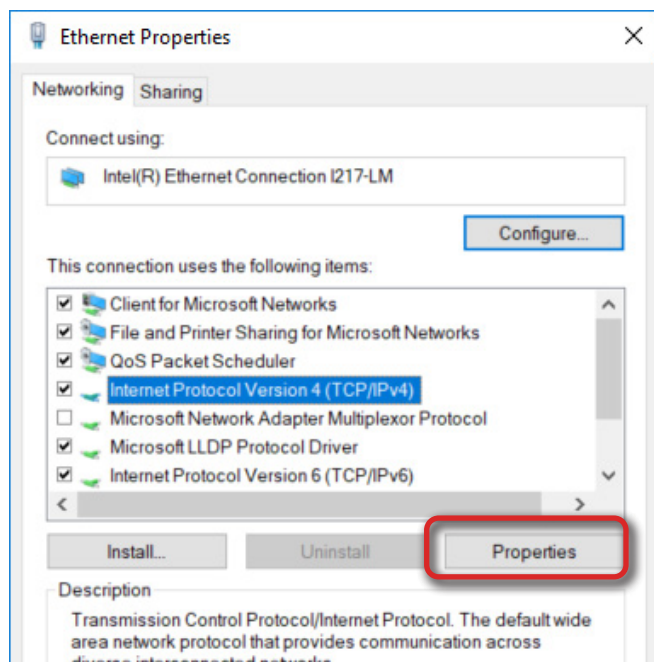 Ethernet Properties
Networking Sharing
Connect using:
Intel(R) Ethernet Connection I217-LM
Configure...
This connection uses the following items:
Client for Microsoft Networks
File and Printer Sharing for Microsoft Networks
QoS Packet Scheduler
Internet Protocol Version 4 (TCP/IPv4)
Microsoft Network Adapter Multiplexor Protocol
Microsoft LLDP Protocol Driver
Internet Protocol Version 6 (TCP/IPv6)
Install... Uninstall Properties
Description
Transmission Control Protocol/Internet Protocol. The default wide
area network protocol that provides communication across
diverse interconnected networks